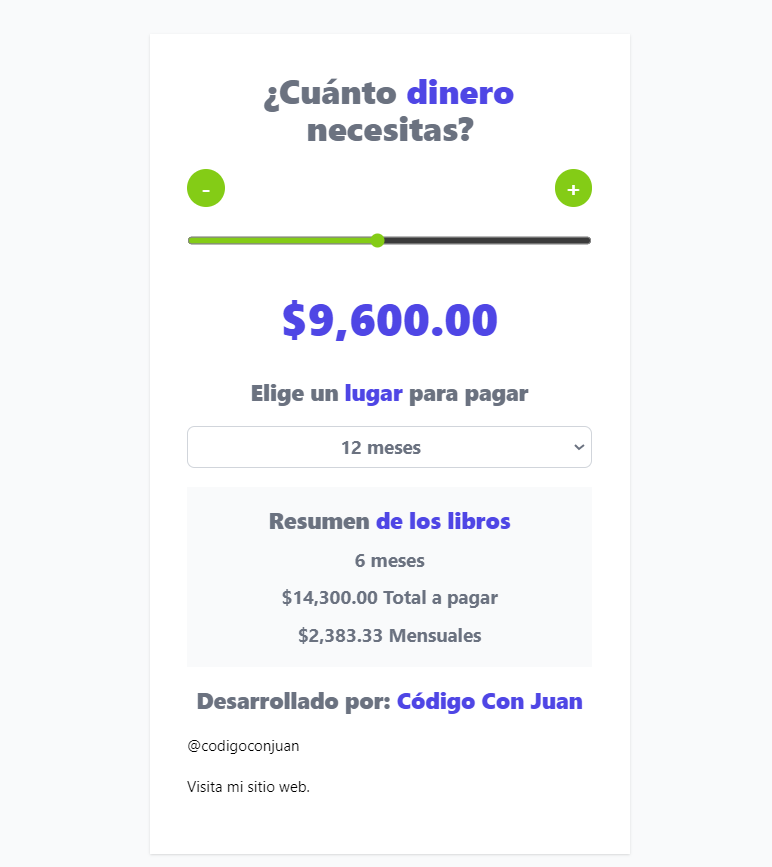 ¿Cuánto dinero
necesitas?
- +
$9,600.00
Elige un lugar para pagar
12 meses
Resumen de los libros
6 meses
$14,300.00 Total a pagar
$2,383.33 Mensuales
Desarrollado por: Código Con Juan
@codigoconjuan
Visita mi sitio web.